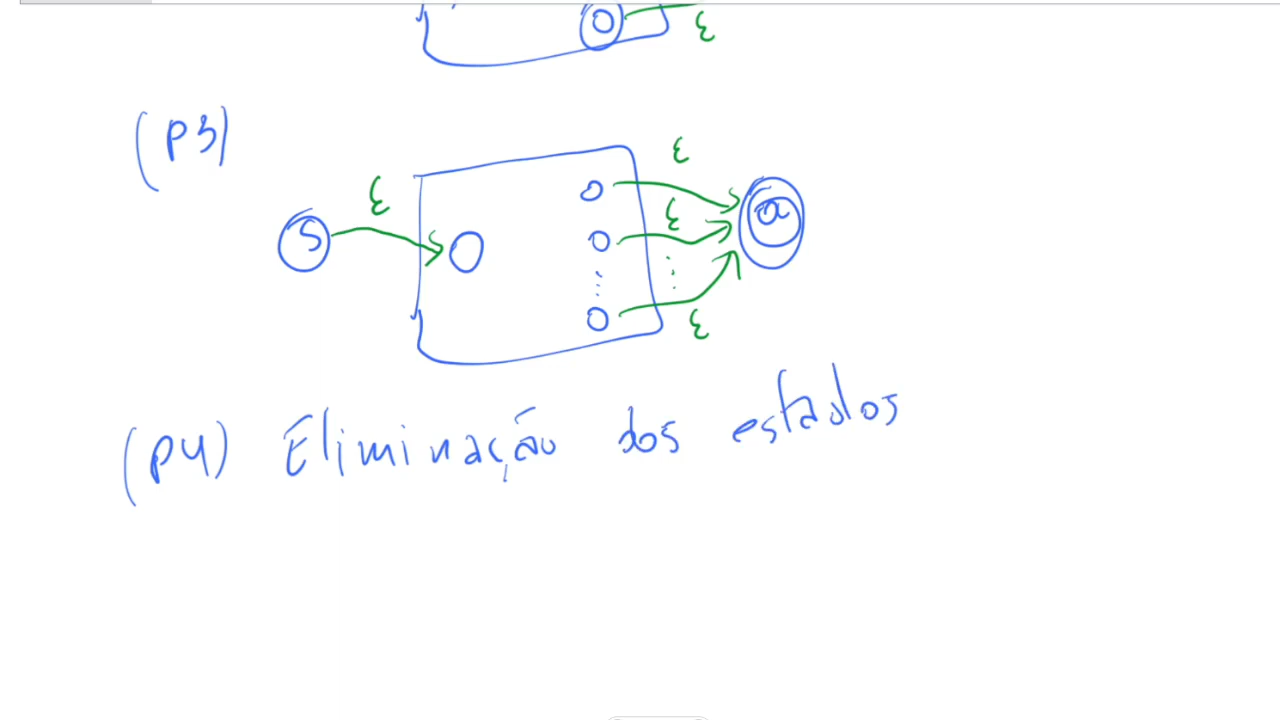 ε
(P3)
ε
ε
S
ε
a
ε
(P4) Eliminação dos estados